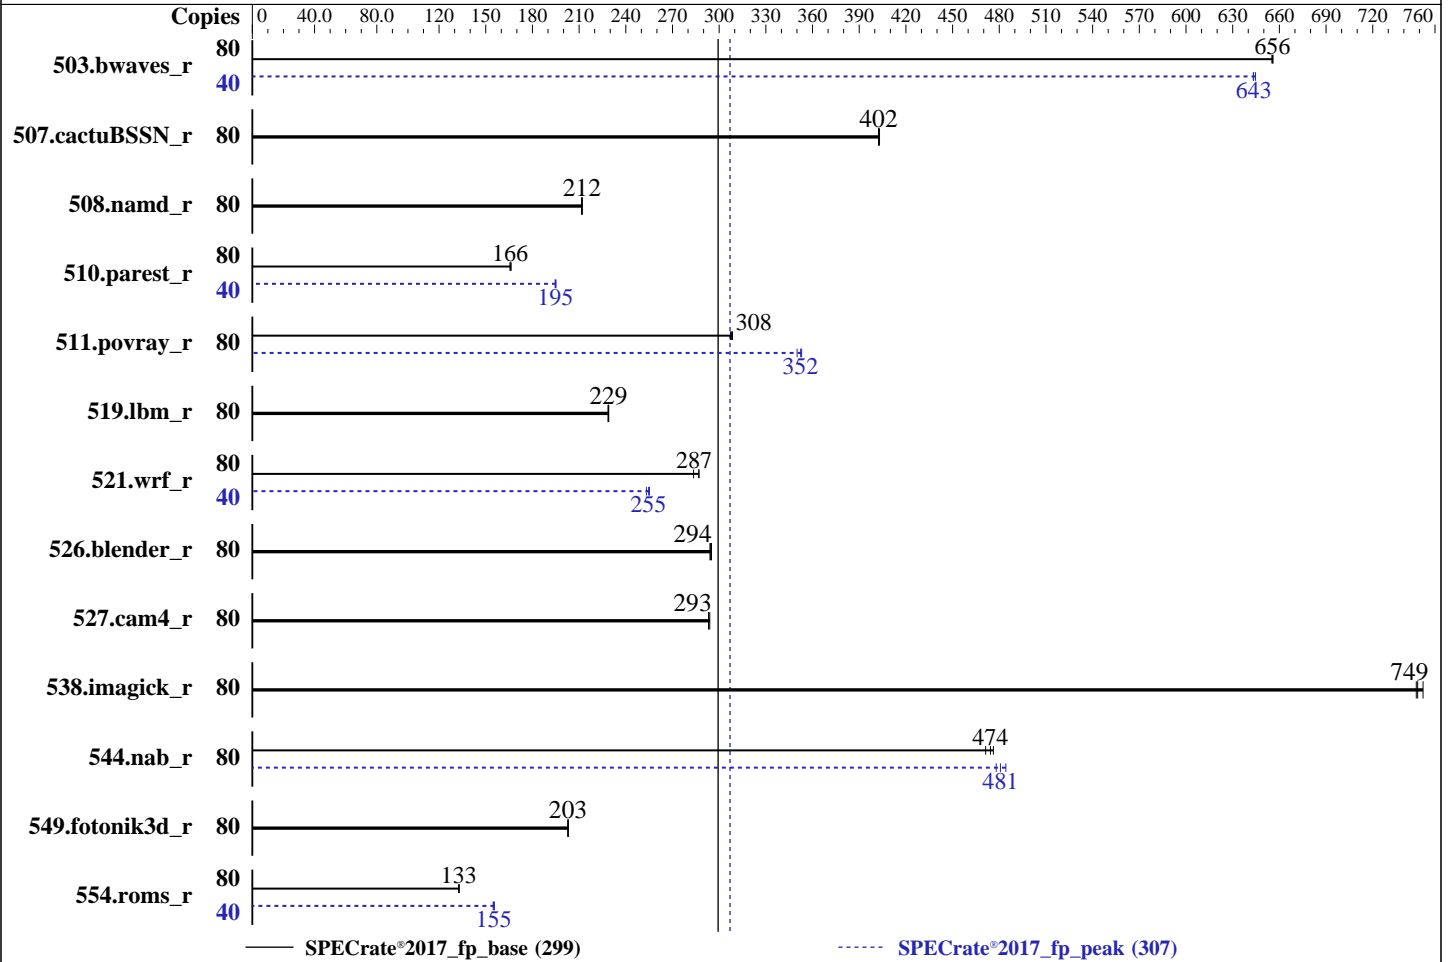 Copies 0 40.0 80.0 120 150 180 210 240 270 300 330 360 390 420 450 480 510 540 570 600 630 660 690 720 760
503.bwaves_r 80 656
40 643
507.cactuBSSN_r 80 402
508.namd_r 80 212
510.parest_r 80 166
40 195
511.povray_r 80 308
352
519.lbm_r 80 229
521.wrf_r 80 287
40 255
526.blender_r 80 294
527.cam4_r 80 293
538.imagick_r 80 749
544.nab_r 80 474
481
549.fotonik3d_r 80 203
554.roms_r 80 133
40 155
SPECrate®2017_fp_base (299) SPECrate®2017_fp_peak (307)